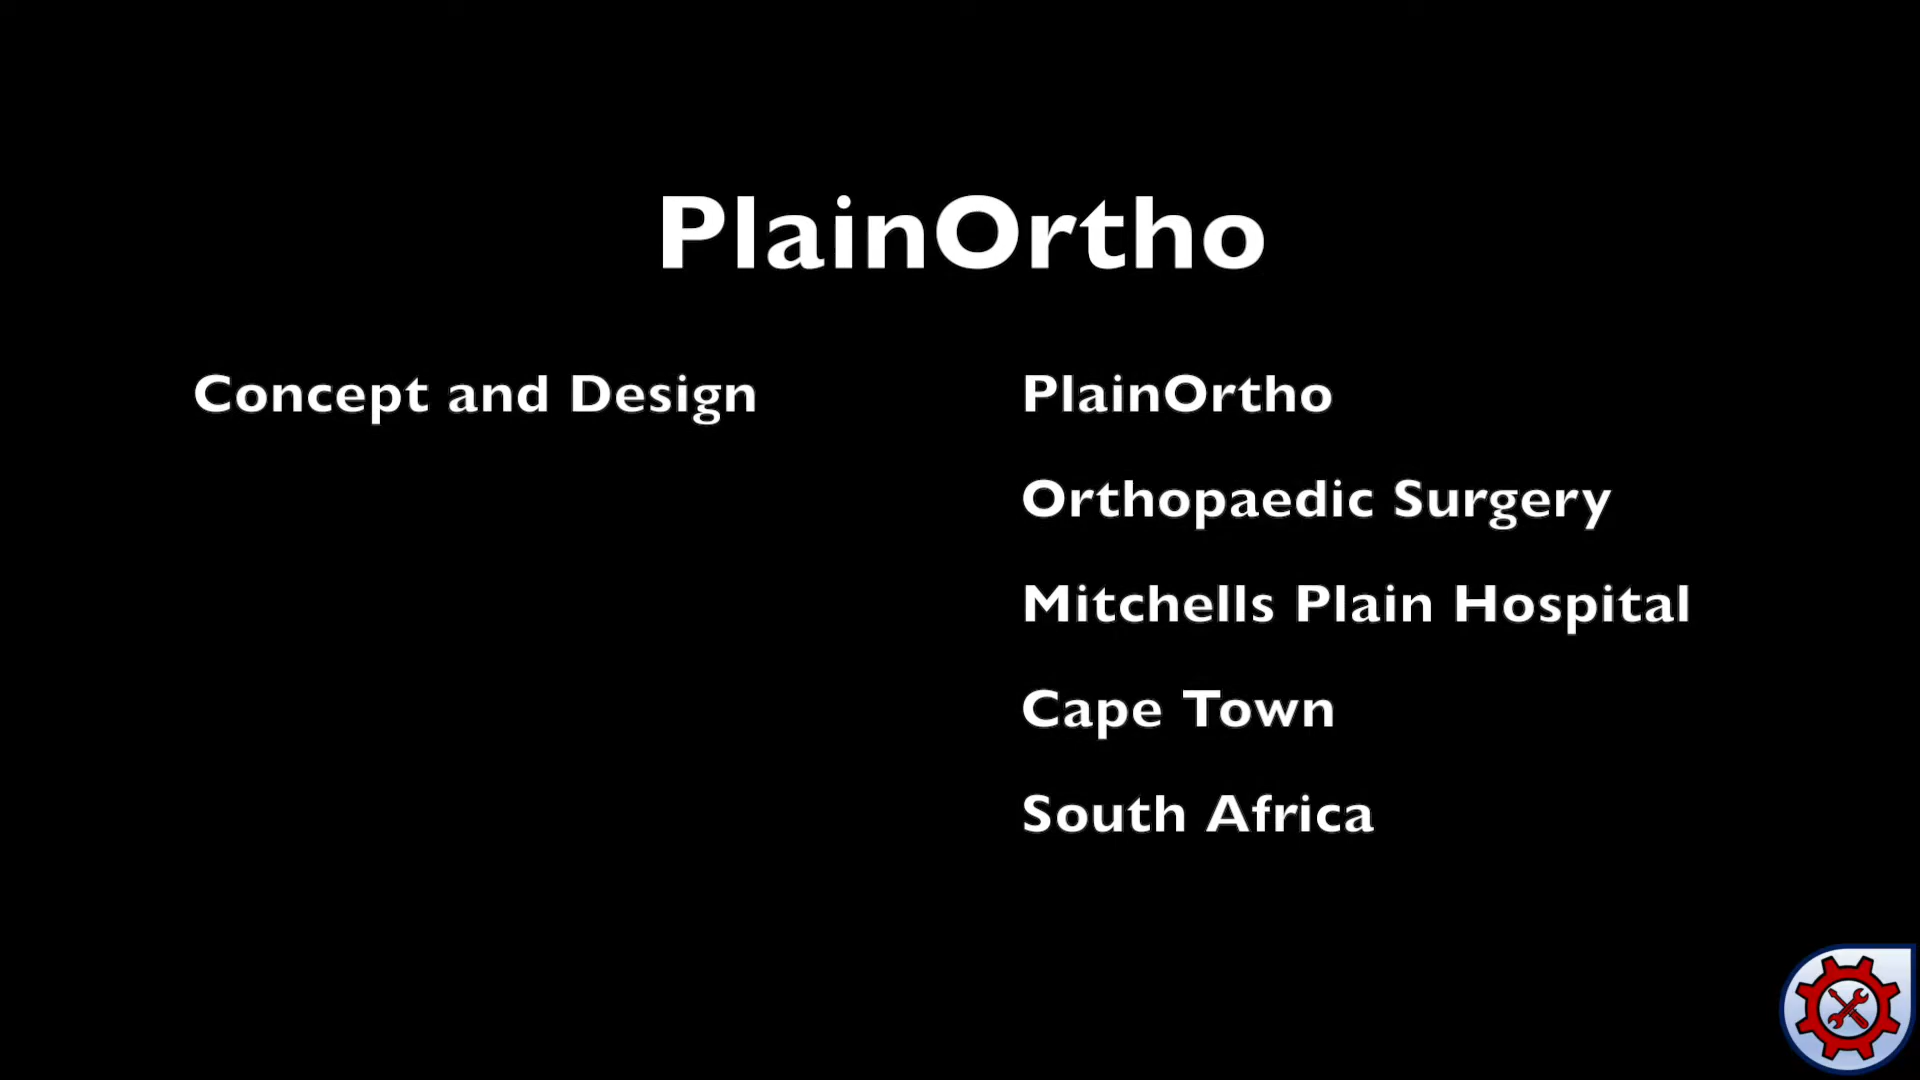 PlainOrtho
Concept and Design
PlainOrtho
Orthopaedic Surgery
Mitchells Plain Hospital
Cape Town
South Africa